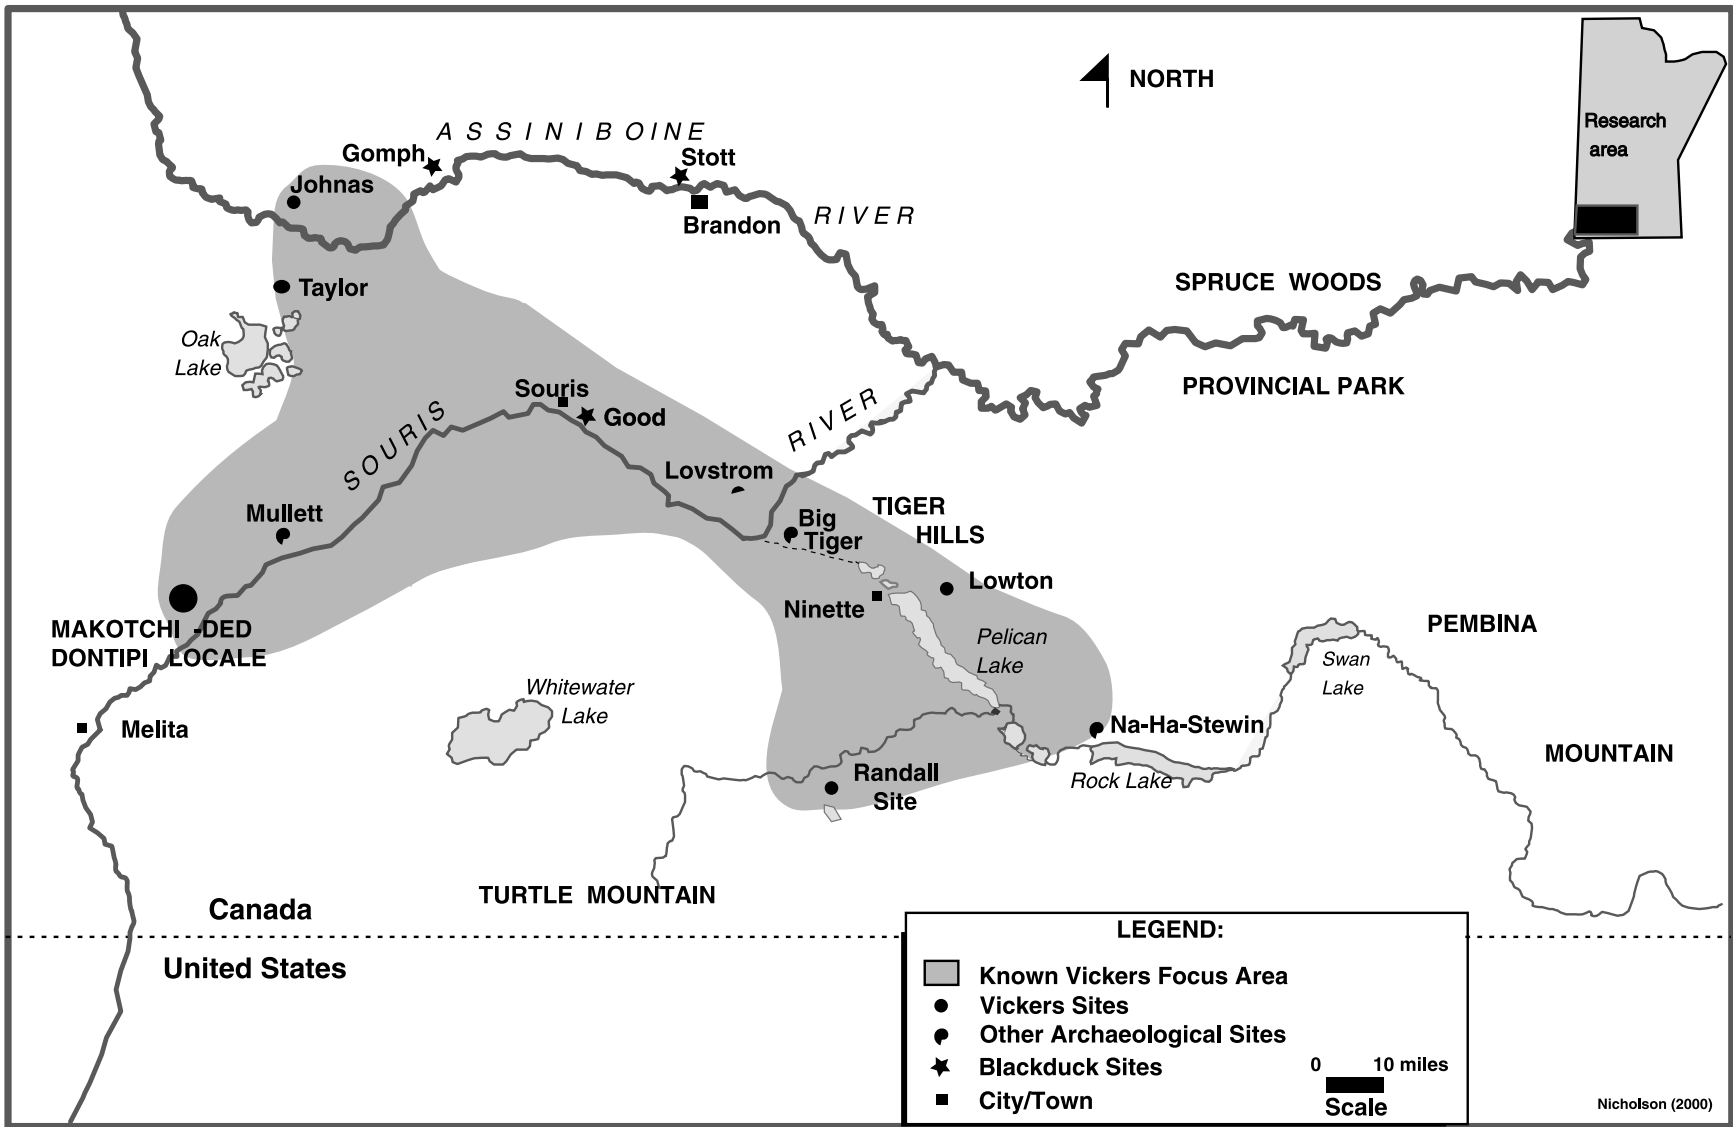 NORTH
Research
area
ASSINIBOINE
Gomph
Stott
Johnas
RIVER
Brandon
SPRUCE WOODS
Taylor
Oak
Lake
PROVINCIAL PARK
Souris
Good
RIVER
SOURIS
Lovstrom
TIGER
HILLS
Mullett
Big
Tiger
Lowton
Ninette
MAKOTCHI -DED
DONTIPI LOCALE
PEMBINA
Pelican
Lake
Swan
Lake
Whitewater
Lake
Melita
Na-Ha-Stewin
MOUNTAIN
Randall
Site
Rock Lake
TURTLE MOUNTAIN
Canada
United States
LEGEND:
Known Vickers Focus Area
Vickers Sites
Other Archaeological Sites
Blackduck Sites
City/Town
0 10 miles
Scale
Nicholson (2000)